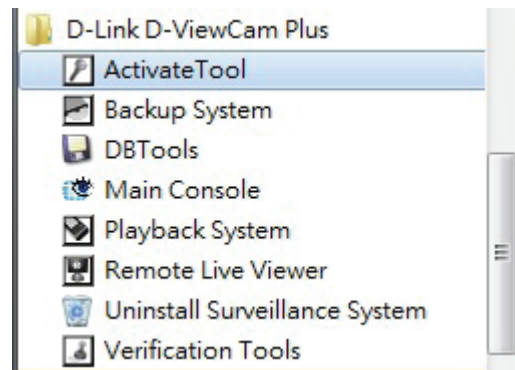 D-Link D-ViewCam Plus
ActivateTool
Backup System
DBTools
Main Console
Playback System
Remote Live Viewer
Uninstall Surveillance System
Verification Tools